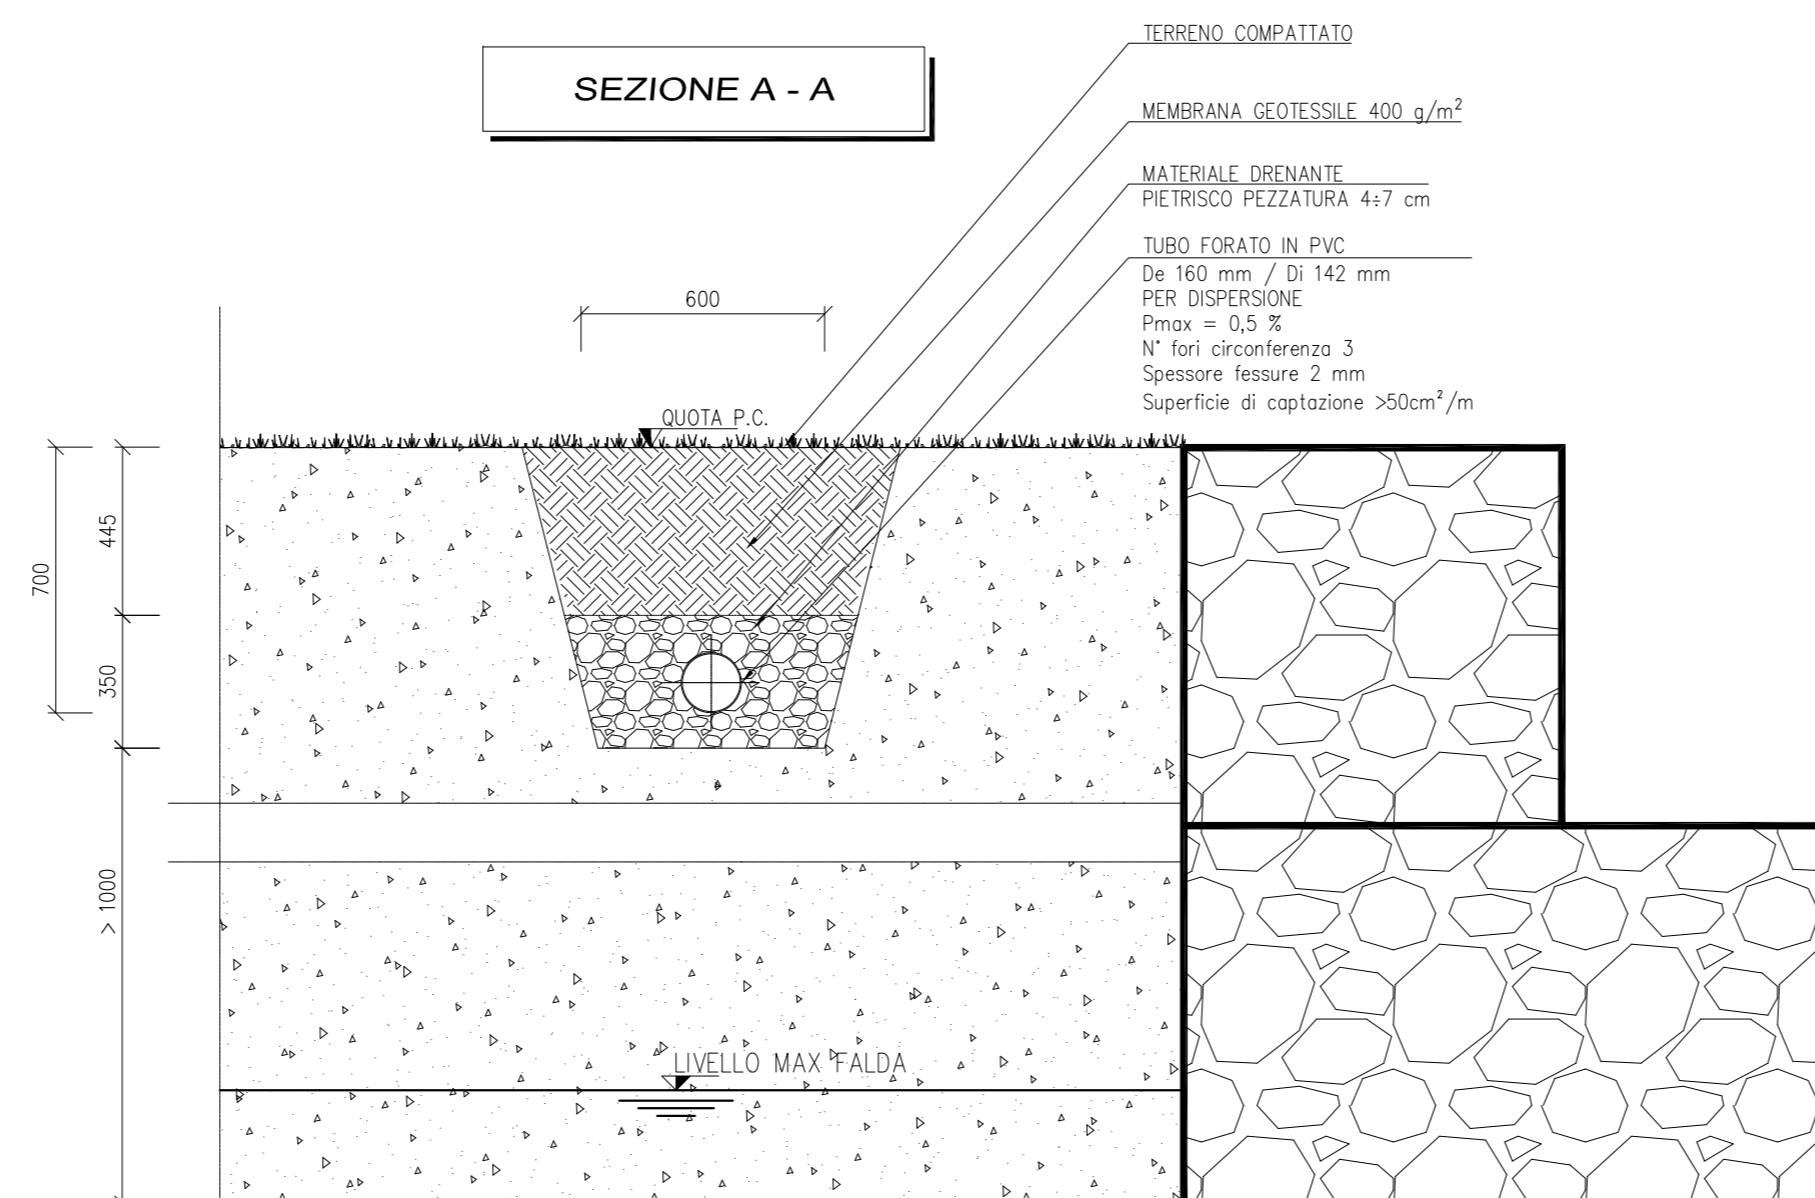 TERRENO COMPATTATO
SEZIONE A - A
MEMBRANA GEOTESSILE 400 g/m²
MATERIALE DRENANTE
PIETRISCO PEZZATURA 4÷7 cm
TUBO FORATO IN PVC
De 160 mm / Di 142 mm
PER DISPERSIONE
Pmax = 0,5 %
N° fori circonferenza 3
Spessore fessure 2 mm
Superficie di captazione >50cm²/m
600
QUOTA P.C.
445
700
350
> 1000
LIVELLO MAX FALDA